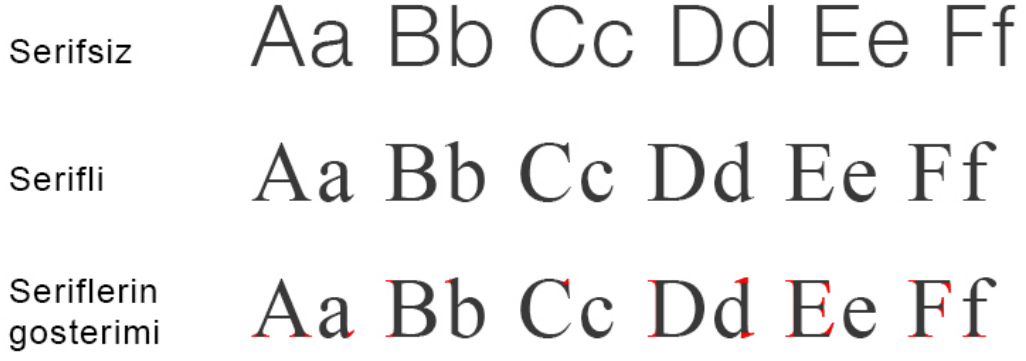 Serifsiz Aa Bb Cc Dd Ee Ff
Serifli Aa Bb Cc Dd Ee Ff
Seriflerin
gosterimi Aa Bb Cc Dd Ee Ff